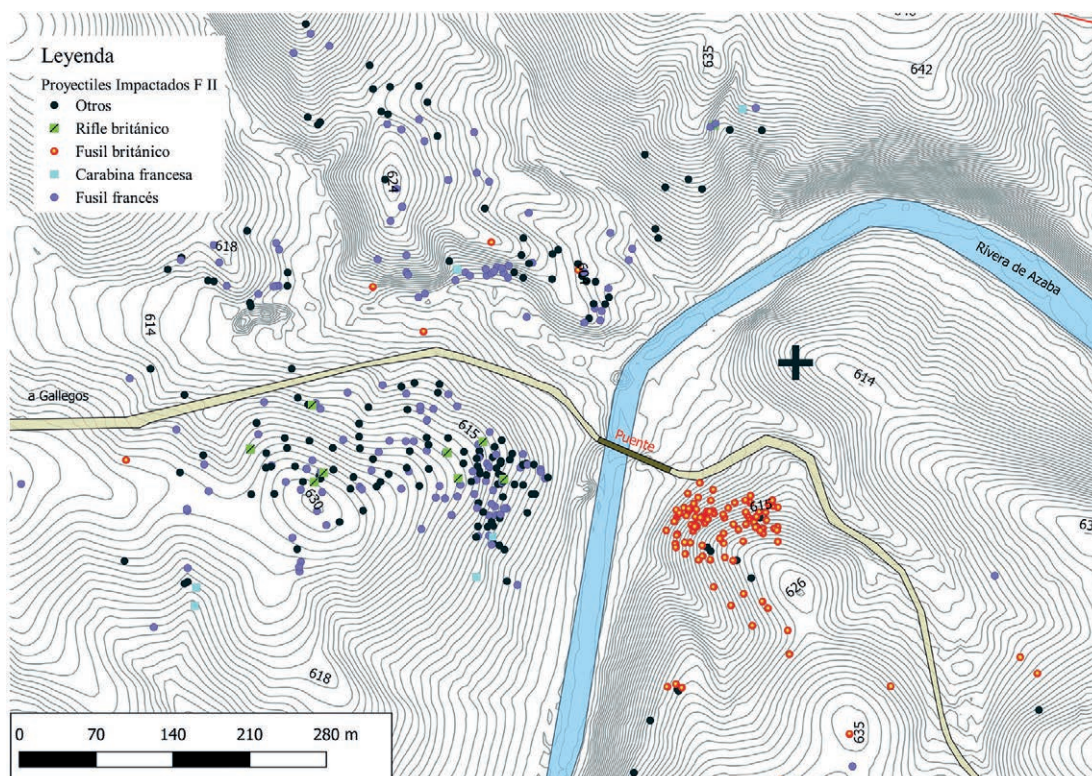 Leyenda
Proyectiles Impactados F II
Otros
Rifle británico
Fusil británico
Carabina francesa
Fusil francés
635
642
624
618
Rivera de Azaba
614
614
a Gallegos
615
Puente
630
615
626
618
635
0 70 140 210 280 m